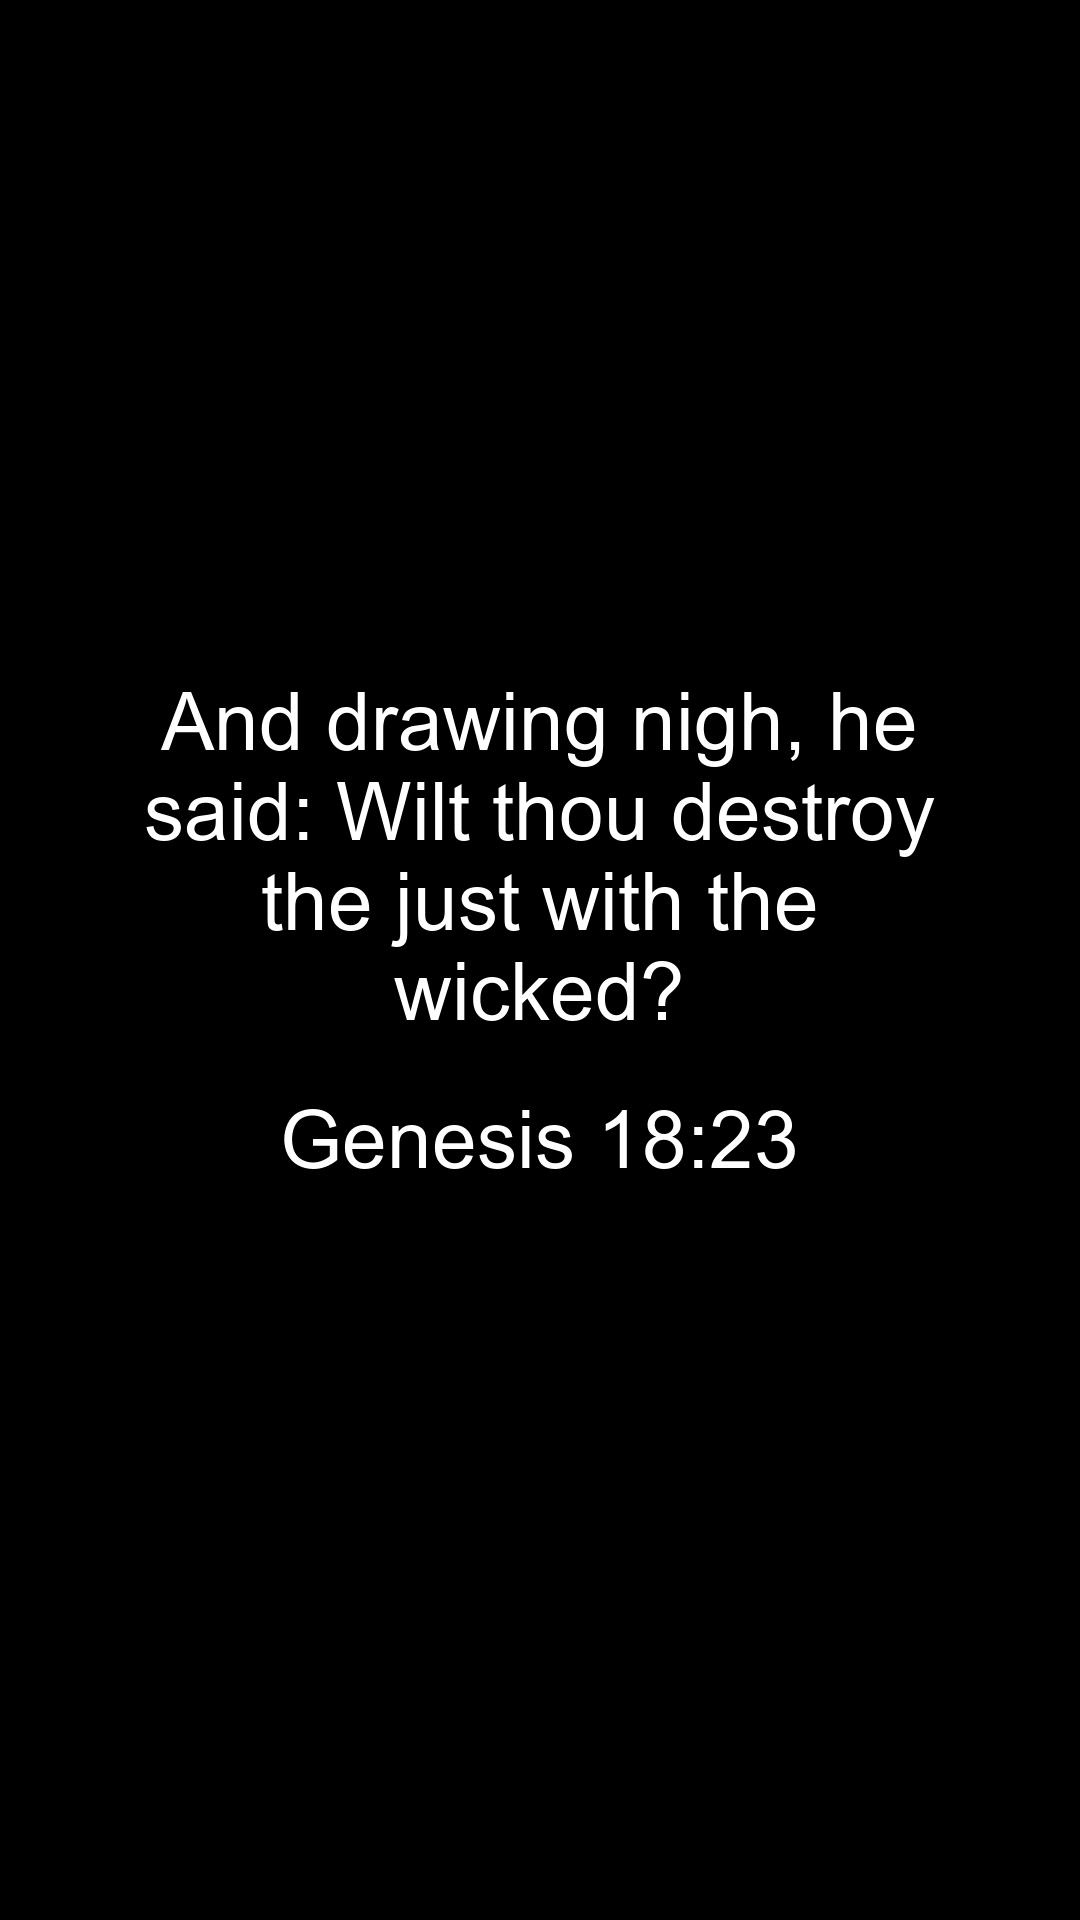 And drawing nigh, he
said: Wilt thou destroy
the just with the
wicked?
Genesis 18:23